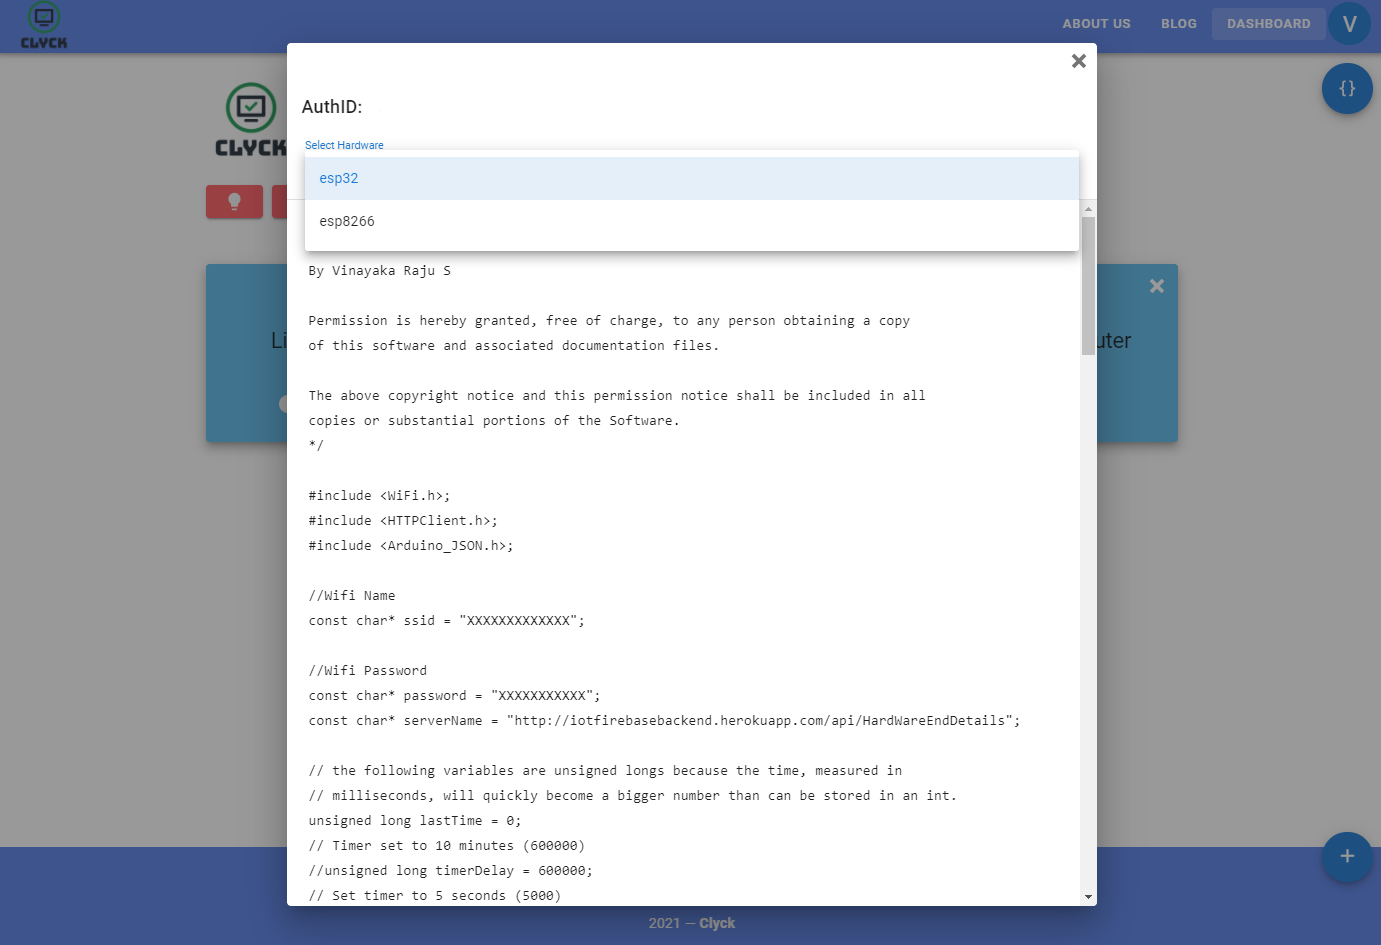 CLYCK
ABOUT US
BLOG
DASHBOARD
V
{}
AuthID:
CLYCK
Select Hardware
esp32
esp8266
By Vinayaka Raju S
Permission is hereby granted, free of charge, to any person obtaining a copy
of this software and associated documentation files.
The above copyright notice and this permission notice shall be included in all
copies or substantial portions of the Software.
*/
#include <WiFi.h>;
#include <HTTPClient.h>;
#include <Arduino_JSON.h>;
//Wifi Name
const char* ssid = "XXXXXXXXXXXXX";
//Wifi Password
const char* password = "XXXXXXXXXXX";
const char* serverName = "http://iotfirebasebackend.herokuapp.com/api/HardWareEndDetails";
// the following variables are unsigned longs because the time, measured in
// milliseconds, will quickly become a bigger number than can be stored in an int.
unsigned long lastTime = 0;
// Timer set to 10 minutes (600000)
//unsigned long timerDelay = 600000;
// Set timer to 5 seconds (5000)
+
2021 — Clyck